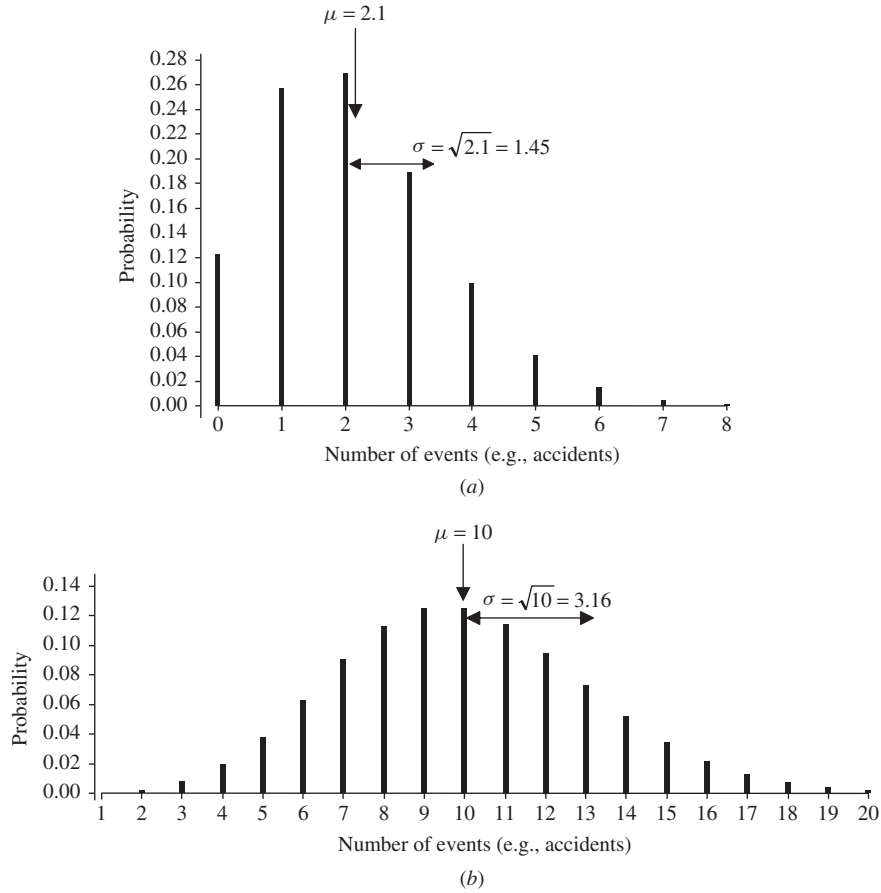 μ = 2.1
0.28
0.26
0.24
0.22
σ = √2.1 = 1.45
0.20
0.18
0.16
0.14
0.12
0.10
0.08
0.06
0.04
0.02
0.00
Probability
0 1 2 3 4 5 6 7 8
Number of events (e.g., accidents)
(a)
μ = 10
0.14
σ = √10 = 3.16
0.12
0.10
0.08
0.06
0.04
0.02
0.00
Probability
1 2 3 4 5 6 7 8 9 10 11 12 13 14 15 16 17 18 19 20
Number of events (e.g., accidents)
(b)